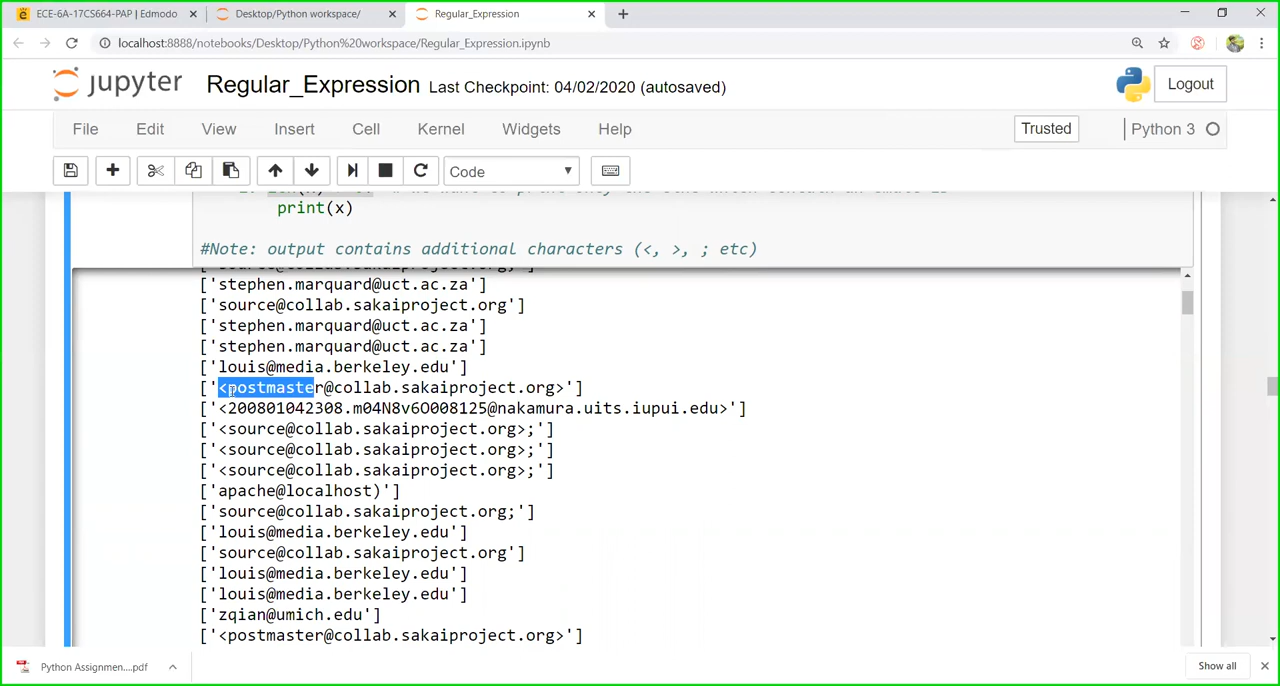 ECE-6A-17CS664-PAP | Edmodo
Desktop/Python workspace/
Regular_Expression
localhost:8888/notebooks/Desktop/Python%20workspace/Regular_Expression.ipynb
jupyter
Regular_Expression Last Checkpoint: 04/02/2020 (autosaved)
Logout
File Edit View Insert Cell Kernel Widgets Help
Trusted
Python 3
Code
print(x)
#Note: output contains additional characters (<, >, ; etc)
['source@collab.sakaiproject.org;']
['stephen.marquard@uct.ac.za']
['source@collab.sakaiproject.org']
['stephen.marquard@uct.ac.za']
['stephen.marquard@uct.ac.za']
['louis@media.berkeley.edu']
['<postmaster@collab.sakaiproject.org>']
['<200801042308.m04N8v6O008125@nakamura.uits.iupui.edu>']
['<source@collab.sakaiproject.org>;']
['<source@collab.sakaiproject.org>;']
['<source@collab.sakaiproject.org>;']
['apache@localhost)']
['source@collab.sakaiproject.org;']
['louis@media.berkeley.edu']
['source@collab.sakaiproject.org']
['louis@media.berkeley.edu']
['louis@media.berkeley.edu']
['zqian@umich.edu']
['<postmaster@collab.sakaiproject.org>']
Python Assignmen....pdf
Show all